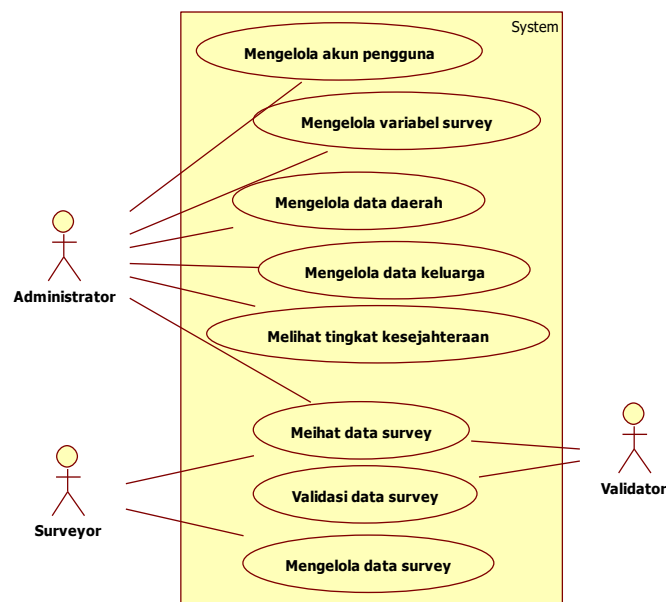 System
Mengelola akun pengguna
Mengelola variabel survey
Mengelola data daerah
Mengelola data keluarga
Administrator
Melihat tingkat kesejahteraan
Meihat data survey
Validasi data survey
Validator
Surveyor
Mengelola data survey